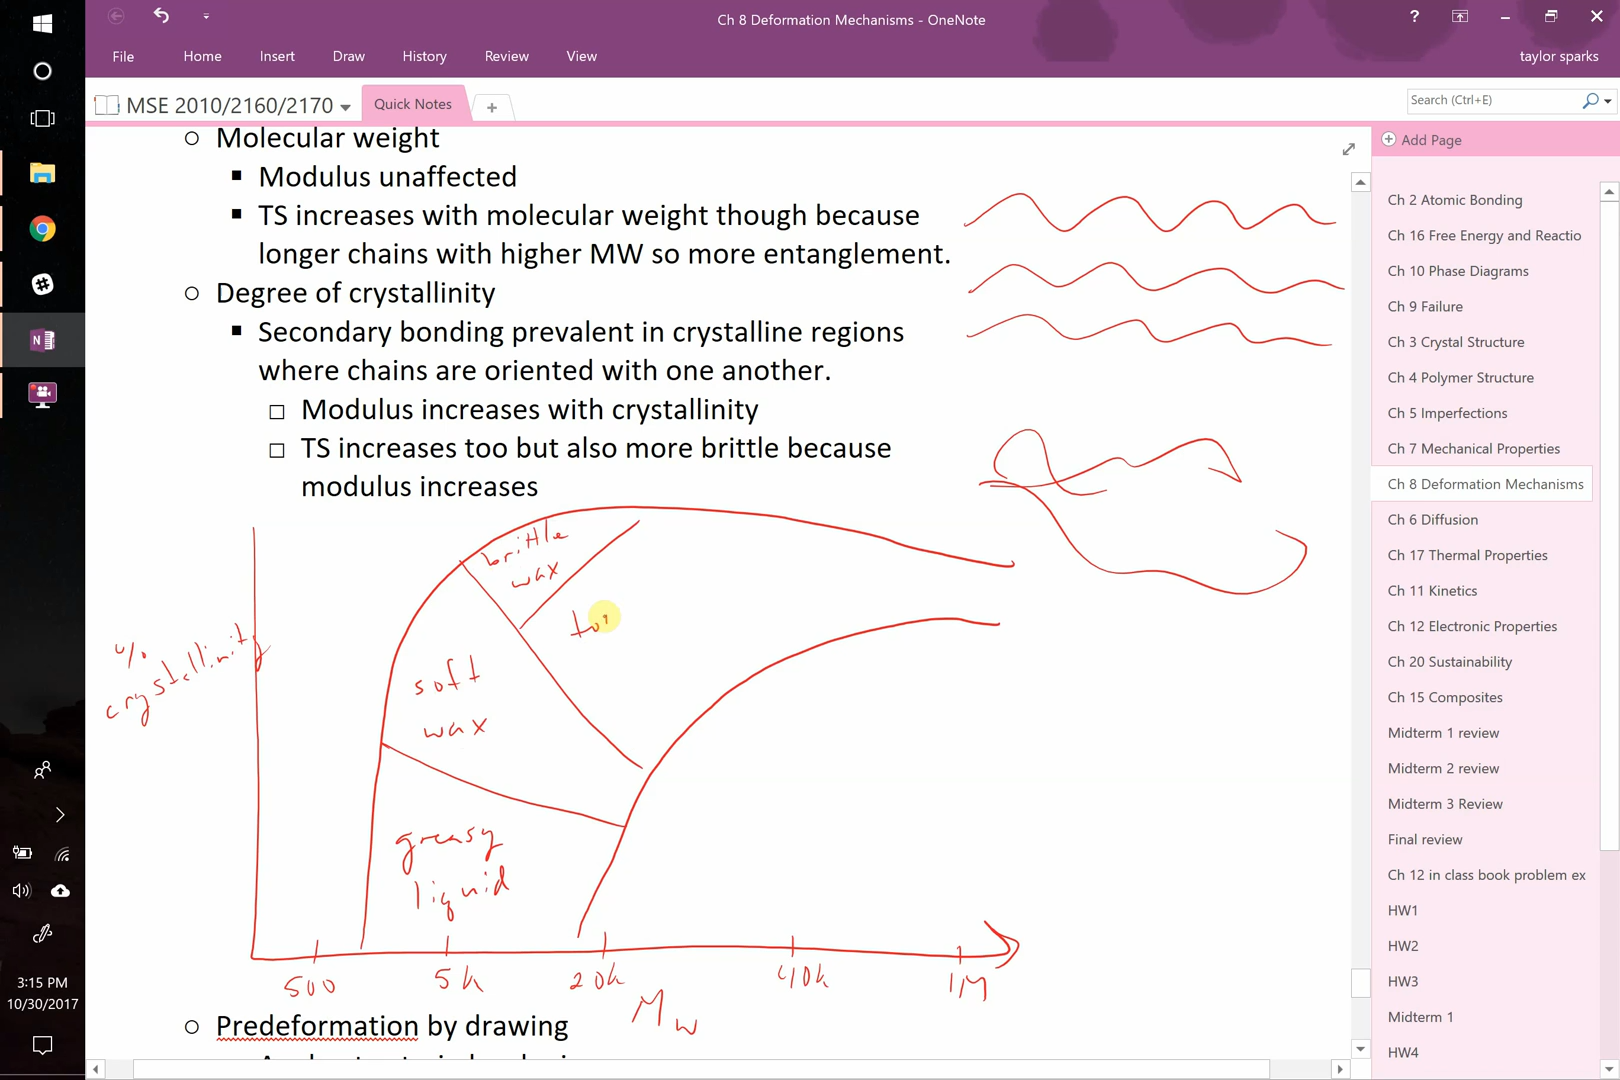 Ch 8 Deformation Mechanisms - OneNote
?
File
Home
Insert
Draw
History
Review
View
taylor sparks
MSE 2010/2160/2170
Quick Notes
+
Search (Ctrl+E)
Molecular weight
Modulus unaffected
TS increases with molecular weight though because
longer chains with higher MW so more entanglement.
Degree of crystallinity
Secondary bonding prevalent in crystalline regions
where chains are oriented with one another.
Modulus increases with crystallinity
TS increases too but also more brittle because
modulus increases
brittle
wax
%
crystallinity
soft
wax
greasy
liquid
500
5k
20k
40k
1M
Mw
Predeformation by drawing
Add Page
Ch 2 Atomic Bonding
Ch 16 Free Energy and Reactio
Ch 10 Phase Diagrams
Ch 9 Failure
Ch 3 Crystal Structure
Ch 4 Polymer Structure
Ch 5 Imperfections
Ch 7 Mechanical Properties
Ch 8 Deformation Mechanisms
Ch 6 Diffusion
Ch 17 Thermal Properties
Ch 11 Kinetics
Ch 12 Electronic Properties
Ch 20 Sustainability
Ch 15 Composites
Midterm 1 review
Midterm 2 review
Midterm 3 Review
Final review
Ch 12 in class book problem ex
HW1
HW2
HW3
Midterm 1
HW4
3:15 PM
10/30/2017